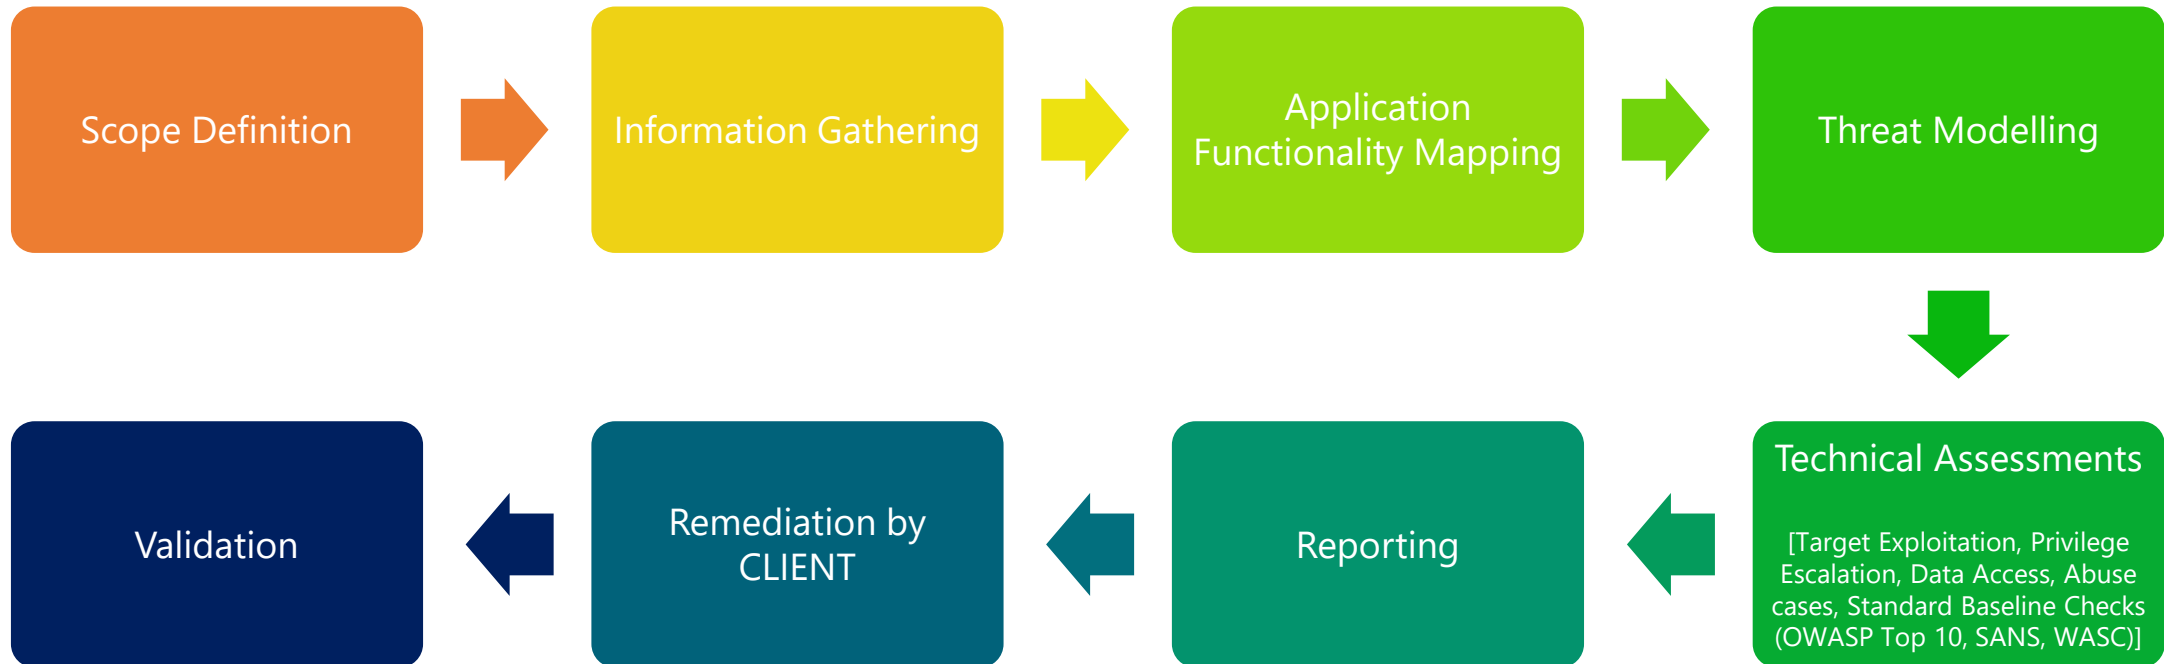 Scope Definition
Information Gathering
Application
Functionality Mapping
Threat Modelling
Technical Assessments
[Target Exploitation, Privilege
Escalation, Data Access, Abuse
cases, Standard Baseline Checks
(OWASP Top 10, SANS, WASC)]
Reporting
Remediation by
CLIENT
Validation